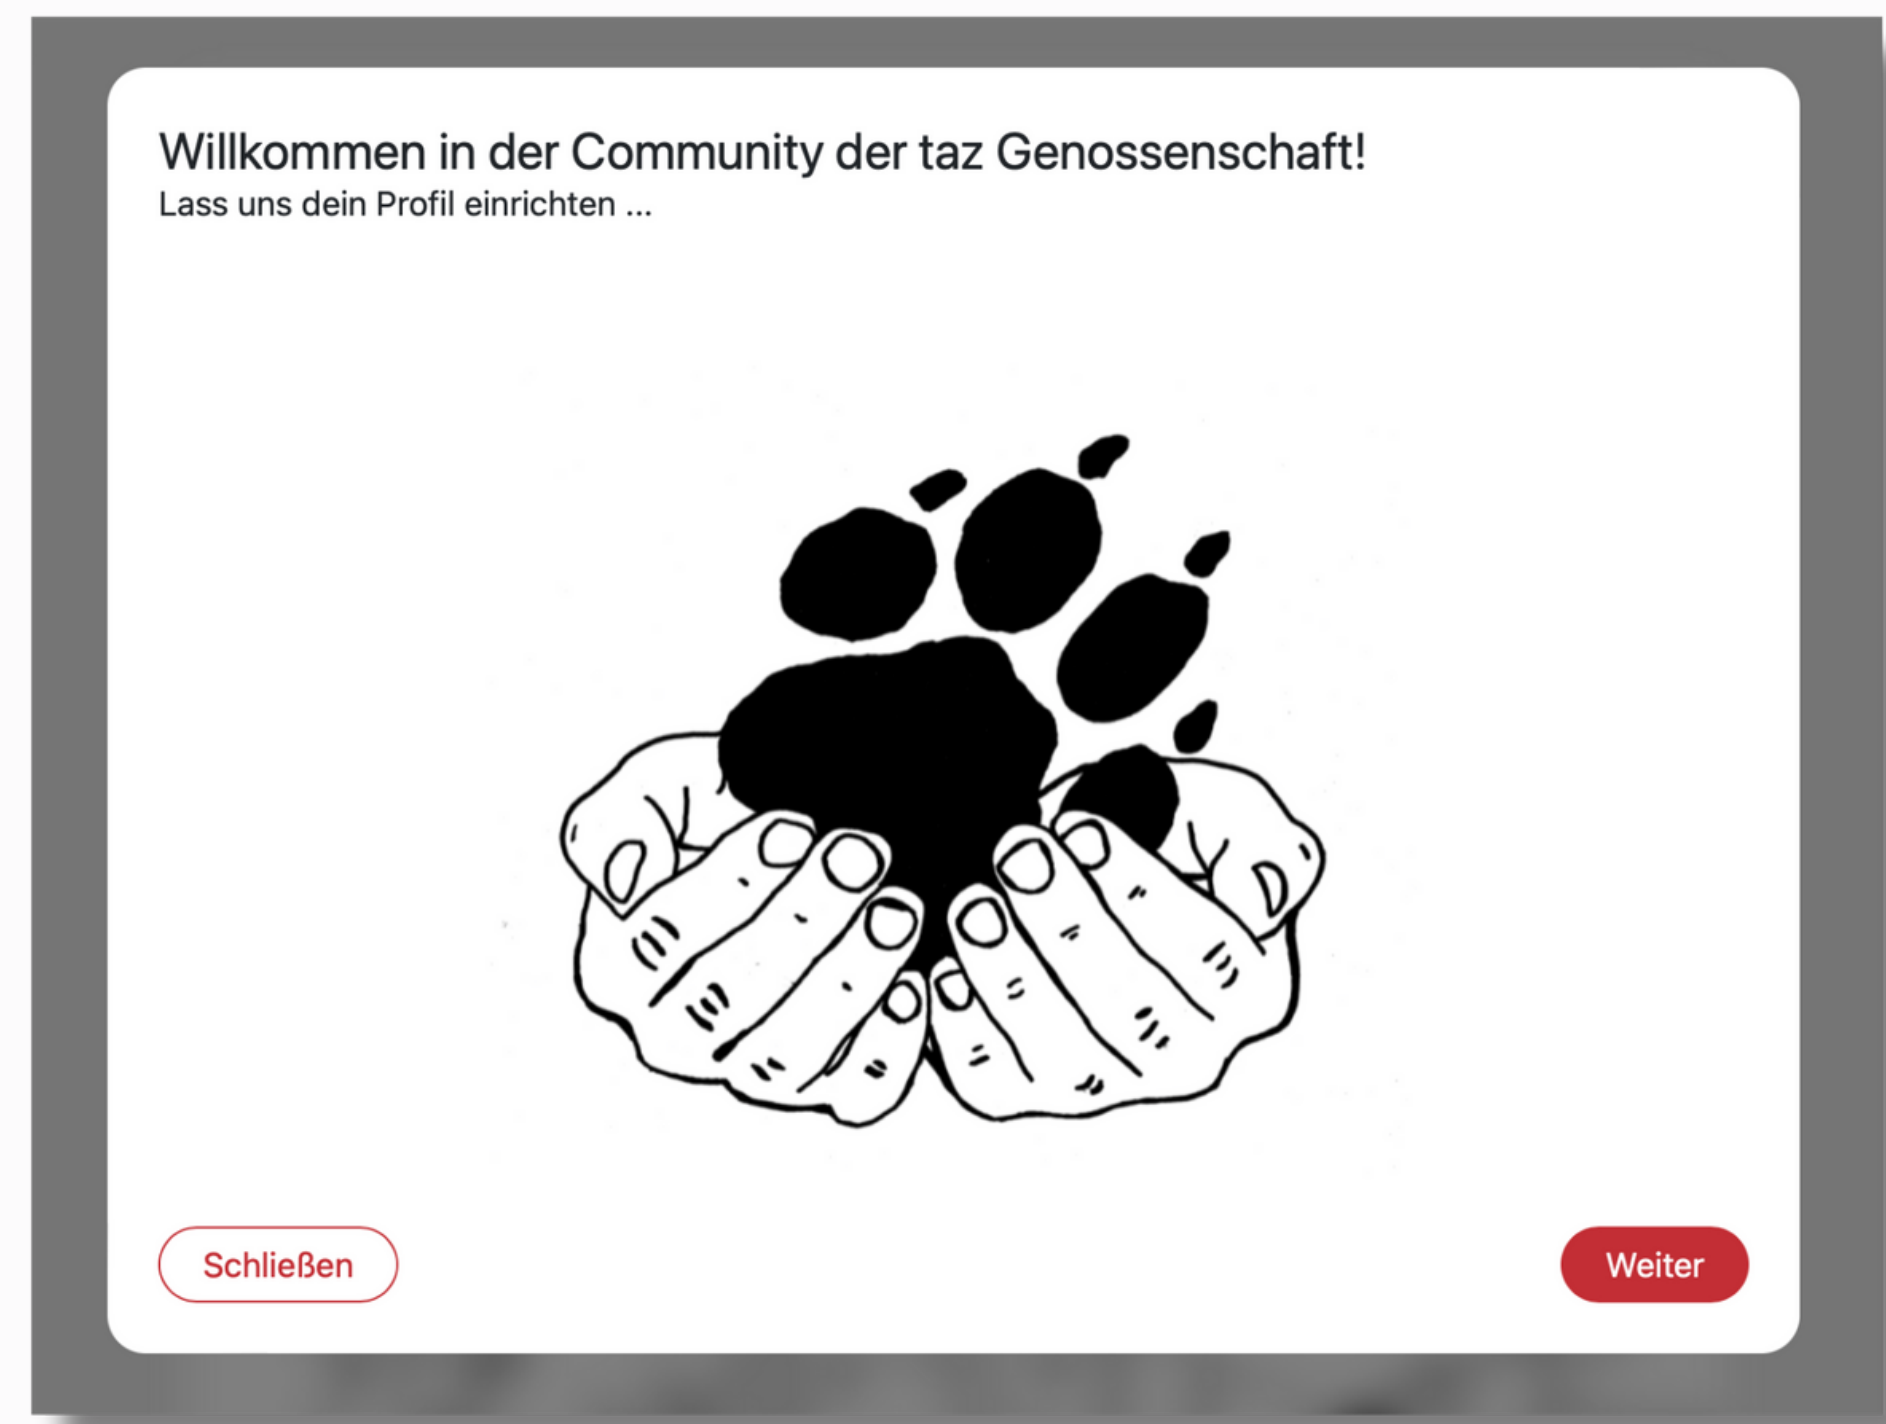 Willkommen in der Community der taz Genossenschaft!
Lass uns dein Profil einrichten ...
Schließen
Weiter